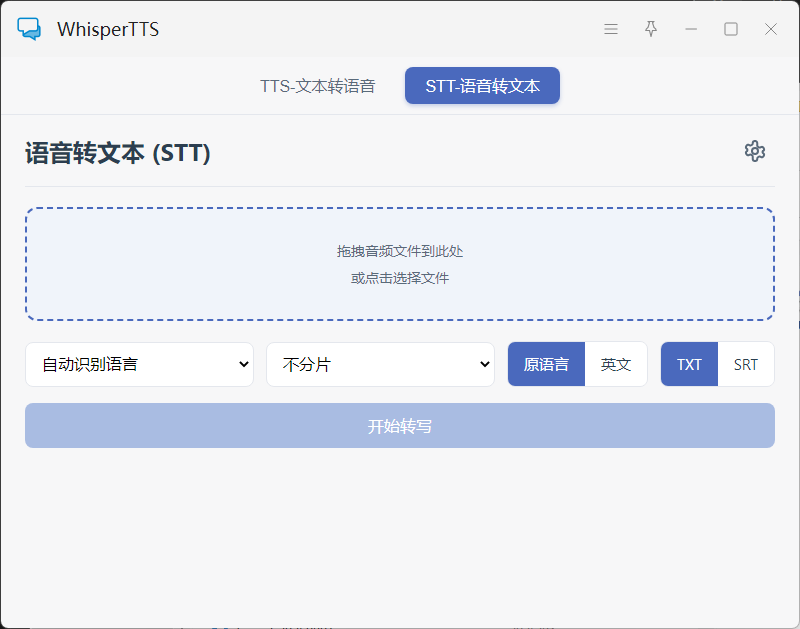 WhisperTTS
TTS-文本转语音
STT-语音转文本
语音转文本 (STT)
拖拽音频文件到此处
或点击选择文件
自动识别语言
不分片
原语言
英文
TXT
SRT
开始转写